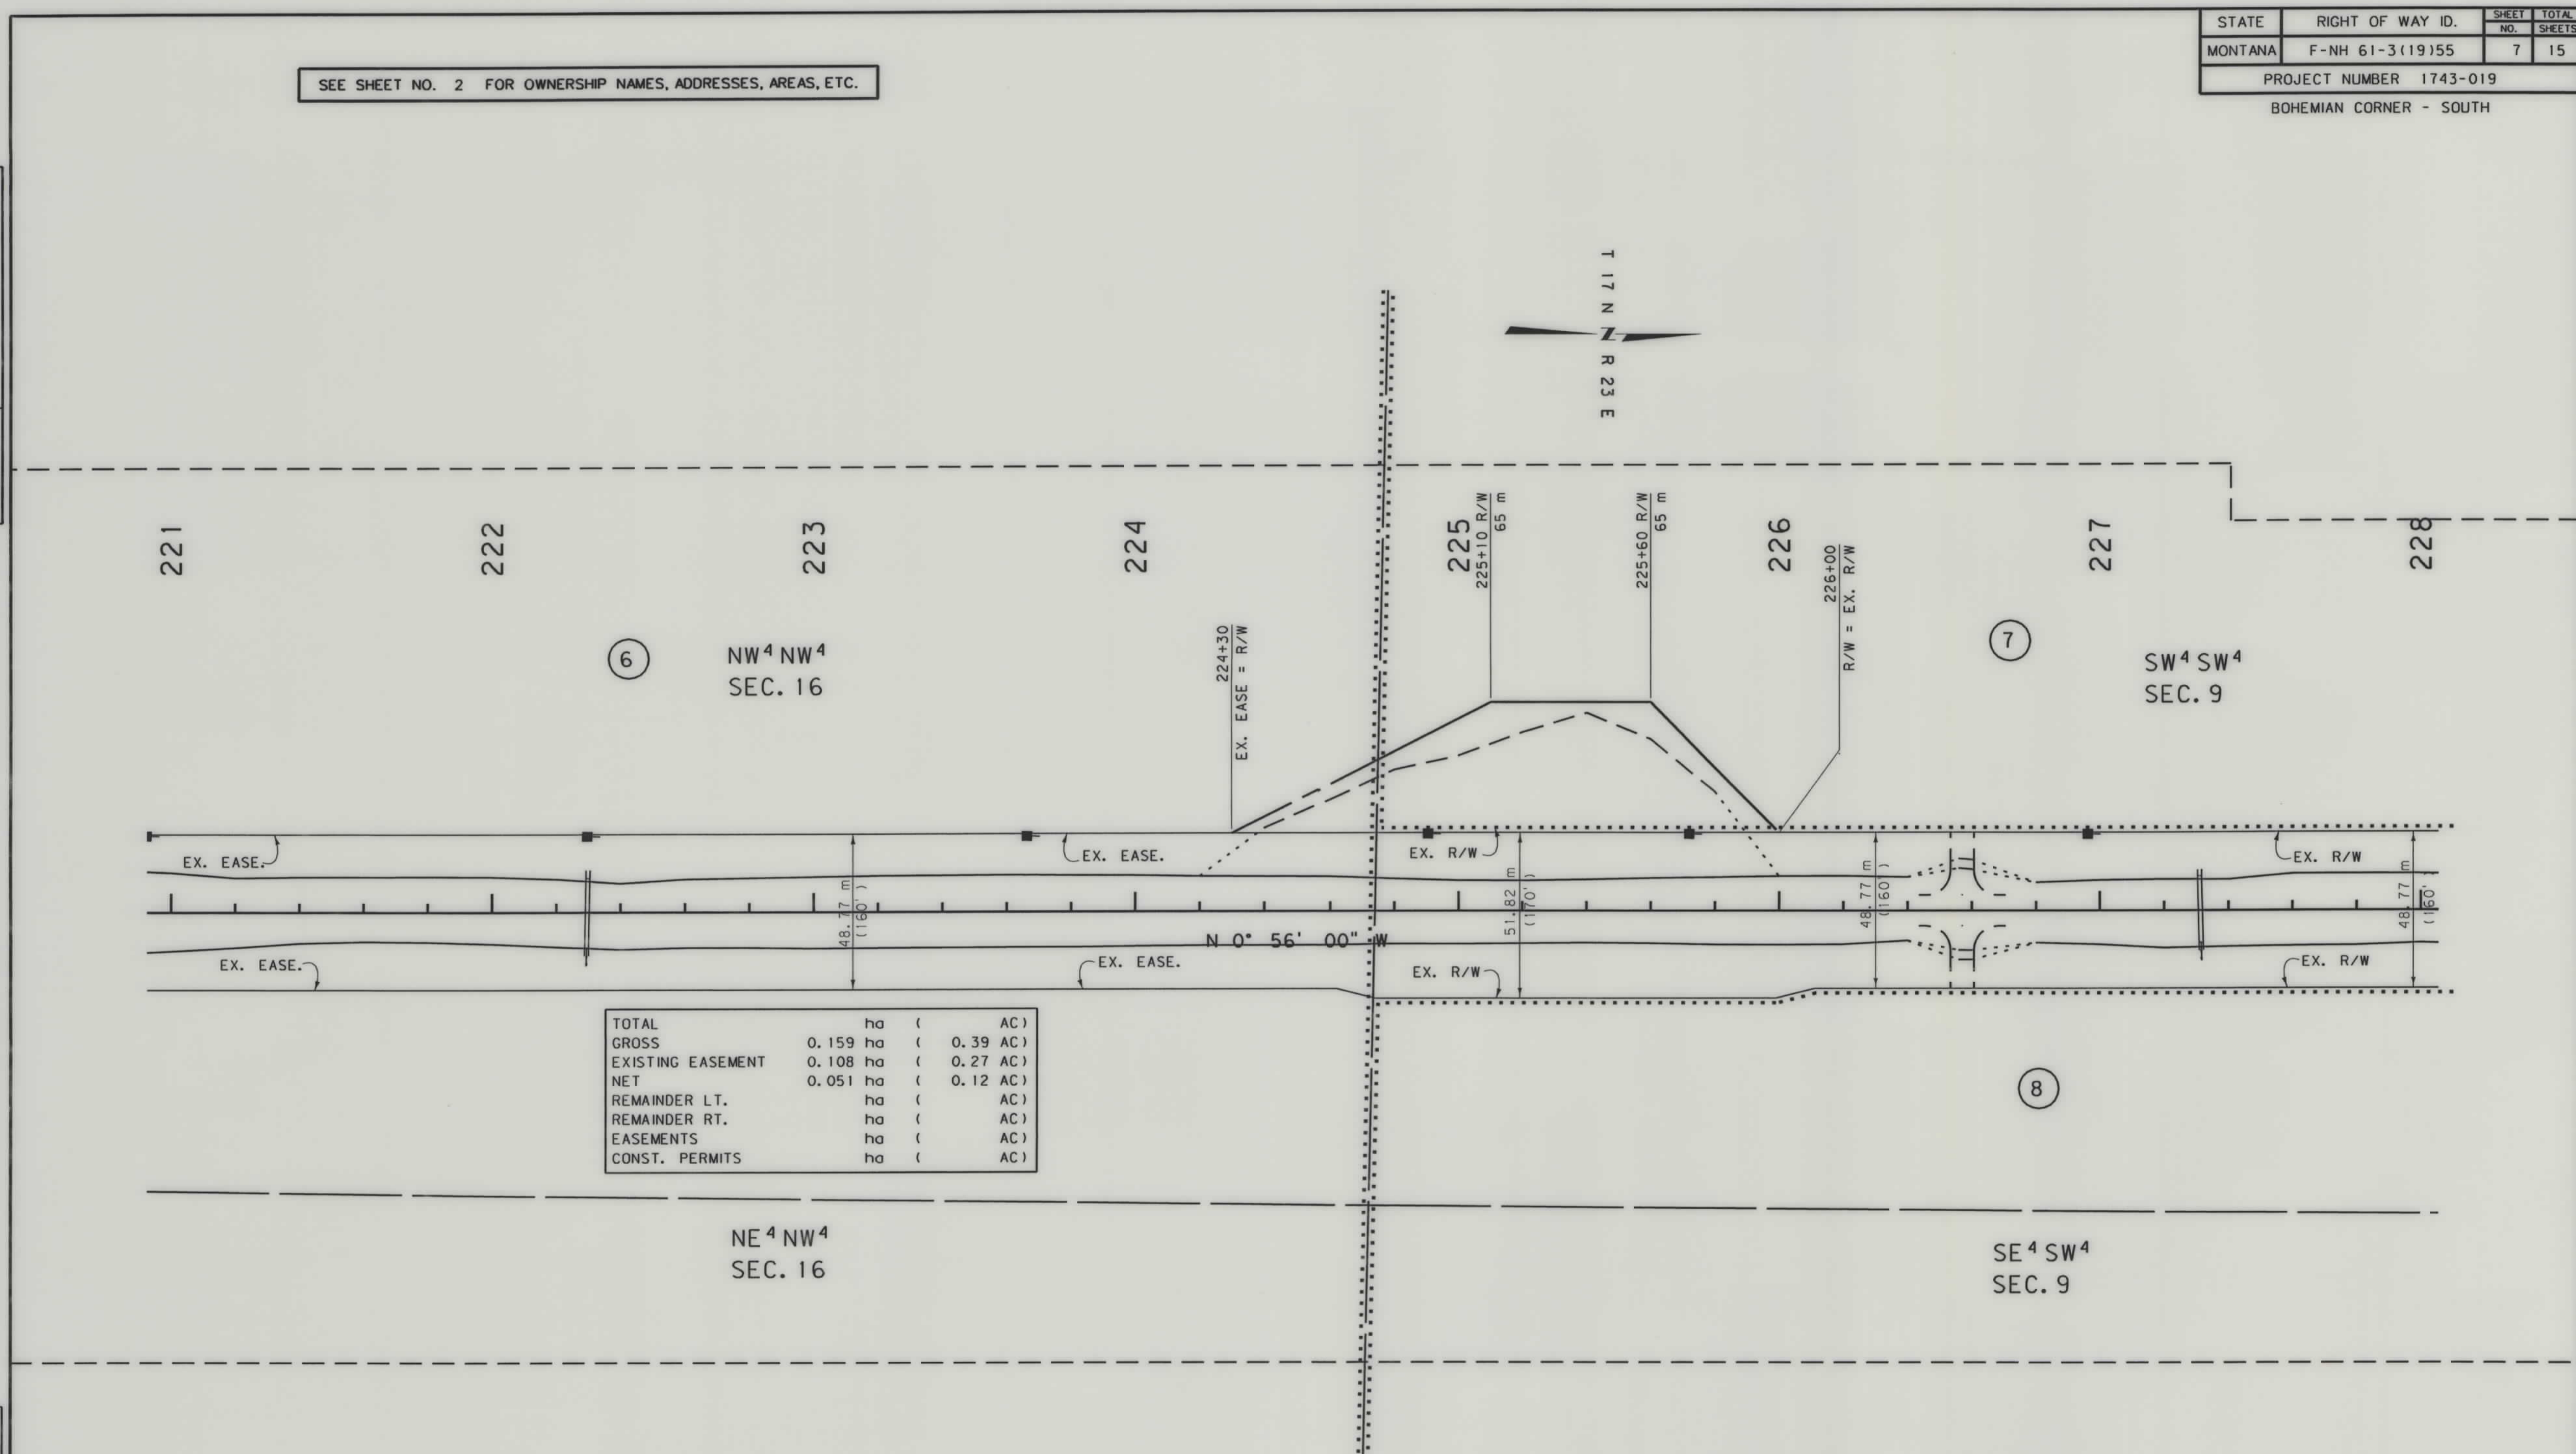 STATE RIGHT OF WAY ID. SHEET NO. TOTAL SHEETS
MONTANA F-NH 61-3(19)55 7 15
PROJECT NUMBER 1743-019
BOHEMIAN CORNER - SOUTH
SEE SHEET NO. 2 FOR OWNERSHIP NAMES, ADDRESSES, AREAS, ETC.
T 17 N Z R 23 E
221
222
223
224
225
226
227
228
225+10 R/W
65 m
225+60 R/W
65 m
226+00
R/W = EX. R/W
224+30
EX. EASE = R/W
6
NW4 NW4
SEC. 16
7
SW4 SW4
SEC. 9
EX. EASE.
EX. EASE.
EX. R/W
EX. R/W
48.77 m
(160')
51.82 m
(170')
48.77 m
(160')
48.77 m
(160')
N 0° 56' 00" W
EX. EASE.
EX. EASE.
EX. R/W
EX. R/W
TOTAL ha ( AC)
GROSS 0.159 ha ( 0.39 AC)
EXISTING EASEMENT 0.108 ha ( 0.27 AC)
NET 0.051 ha ( 0.12 AC)
REMAINDER LT. ha ( AC)
REMAINDER RT. ha ( AC)
EASEMENTS ha ( AC)
CONST. PERMITS ha ( AC)
8
NE4 NW4
SEC. 16
SE4 SW4
SEC. 9